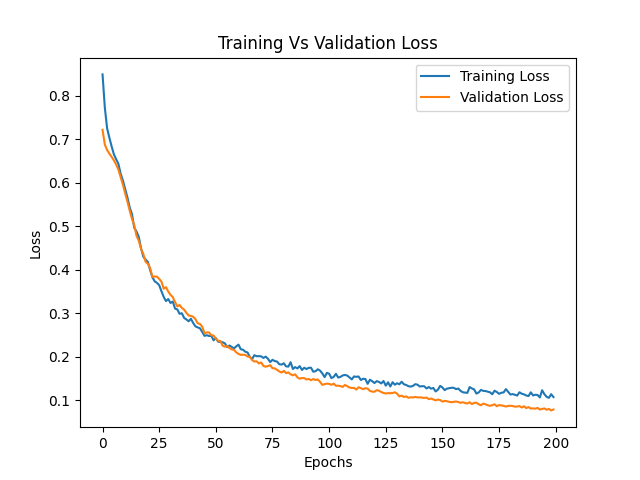 Training Vs Validation Loss
Training Loss
Validation Loss
Loss
0.8
0.7
0.6
0.5
0.4
0.3
0.2
0.1
0 25 50 75 100 125 150 175 200
Epochs